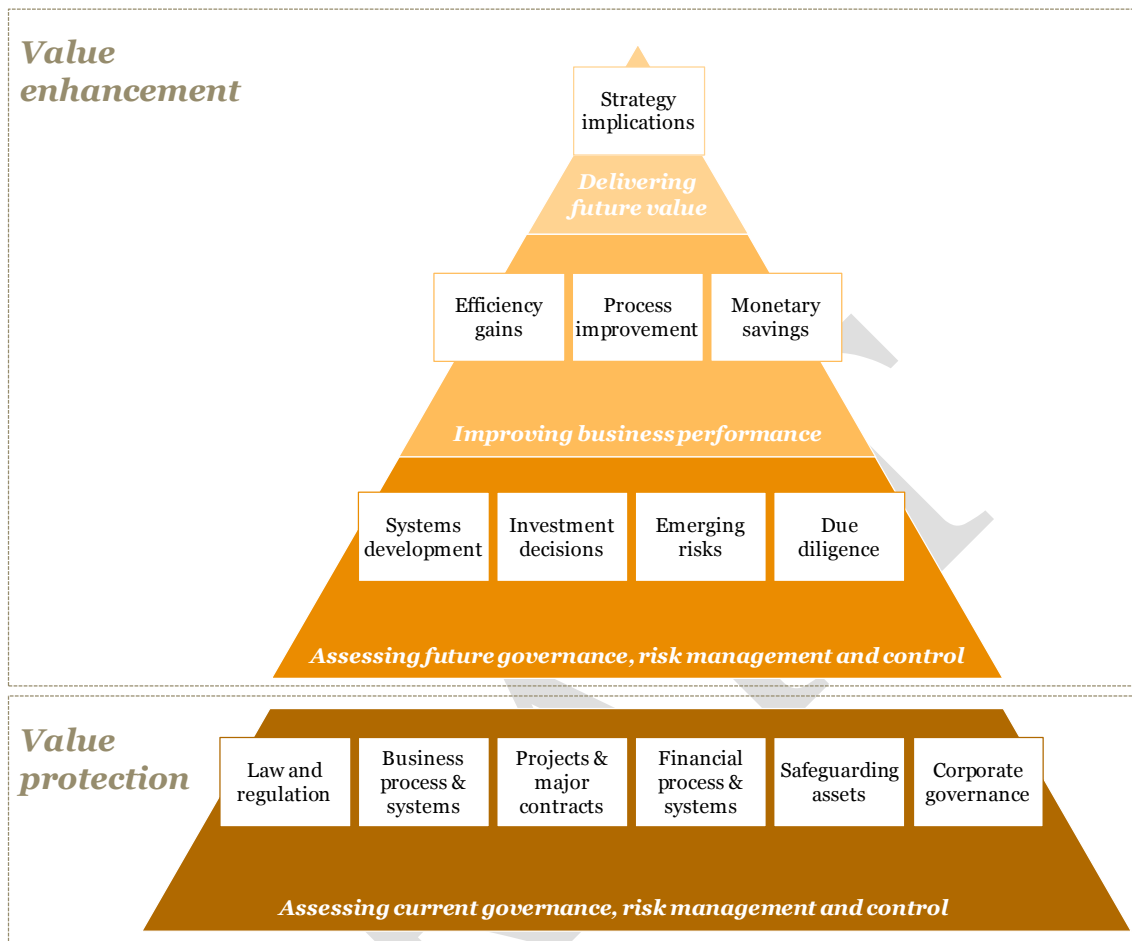 Value
enhancement
Strategy
implications
Delivering
future value
Efficiency
gains
Process
improvement
Monetary
savings
Improving business performance
Systems
development
Investment
decisions
Emerging
risks
Due
diligence
Assessing future governance, risk management and control
Value
protection
Law and
regulation
Business
process &
systems
Projects &
major
contracts
Financial
process &
systems
Safeguarding
assets
Corporate
governance
Assessing current governance, risk management and control